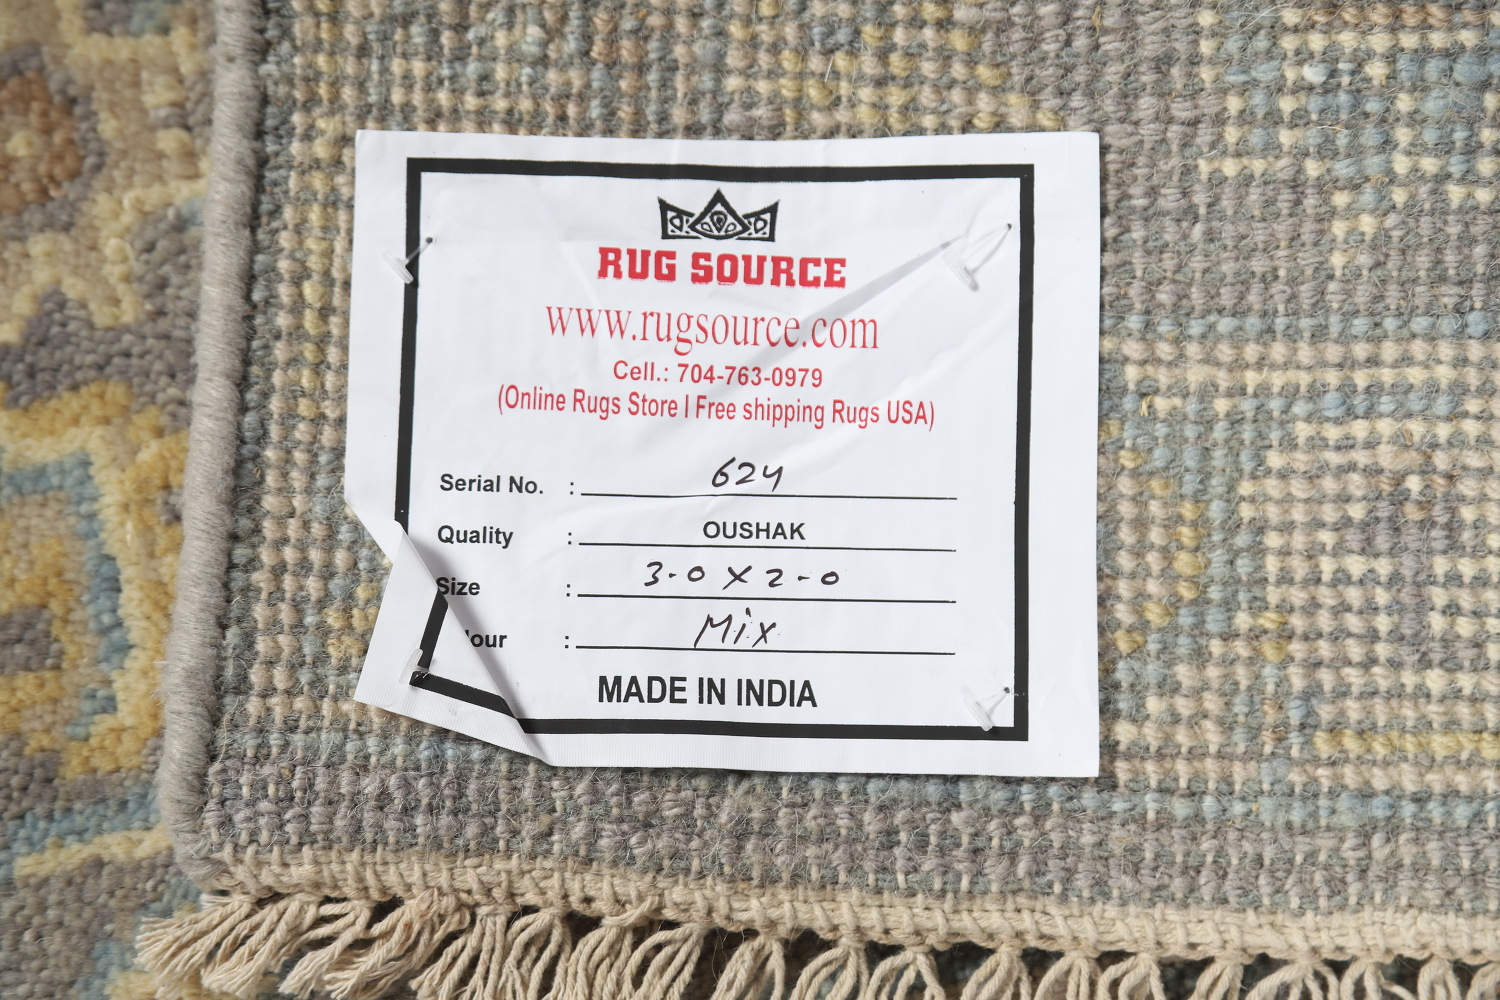 RUG SOURCE
www.rugsource.com
Cell.: 704-763-0979
(Online Rugs Store I Free shipping Rugs USA)
Serial No. : 624
Quality : OUSHAK
Size : 3-0 X 2-0
lour : Mix
MADE IN INDIA